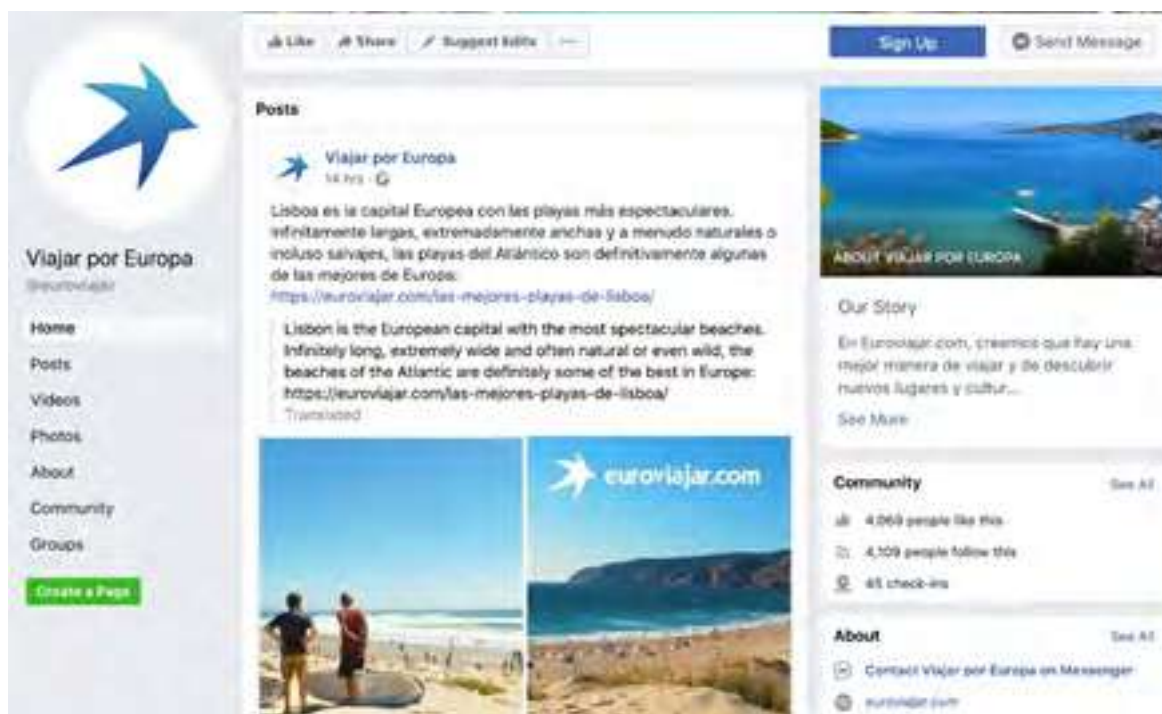 Like Share Suggest Edits ...
Sign Up Send Message
Viajar por Europa
@euroviajar
Home
Posts
Videos
Photos
About
Community
Groups
Create a Page
Posts
Viajar por Europa
14 hrs ·
Lisboa es la capital Europea con las playas más espectaculares.
Infinitamente largas, extremadamente anchas y a menudo naturales o
incluso salvajes, las playas del Atlántico son definitivamente algunas
de las mejores de Europa:
https://euroviajar.com/las-mejores-playas-de-lisboa/
Lisbon is the European capital with the most spectacular beaches.
Infinitely long, extremely wide and often natural or even wild, the
beaches of the Atlantic are definitely some of the best in Europe:
https://euroviajar.com/las-mejores-playas-de-lisboa/
Translated
euroviajar.com
ABOUT VIAJAR POR EUROPA
Our Story
En Euroviajar.com, creemos que hay una
mejor manera de viajar y de descubrir
nuevos lugares y cultur...
See More
Community See All
4,069 people like this
4,109 people follow this
65 check-ins
About See All
Contact Viajar por Europa on Messenger
euroviajar.com